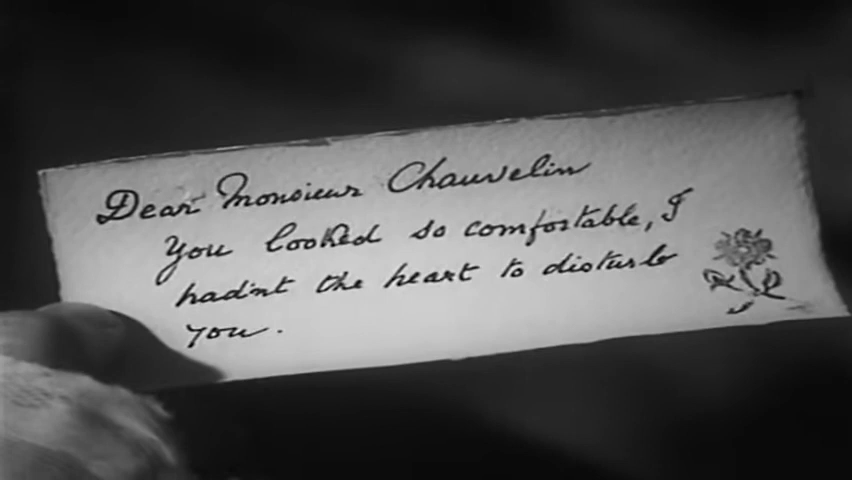 Dear Monsieur Chauvelin
You looked so comfortable, I
hadn't the heart to disturb
you.